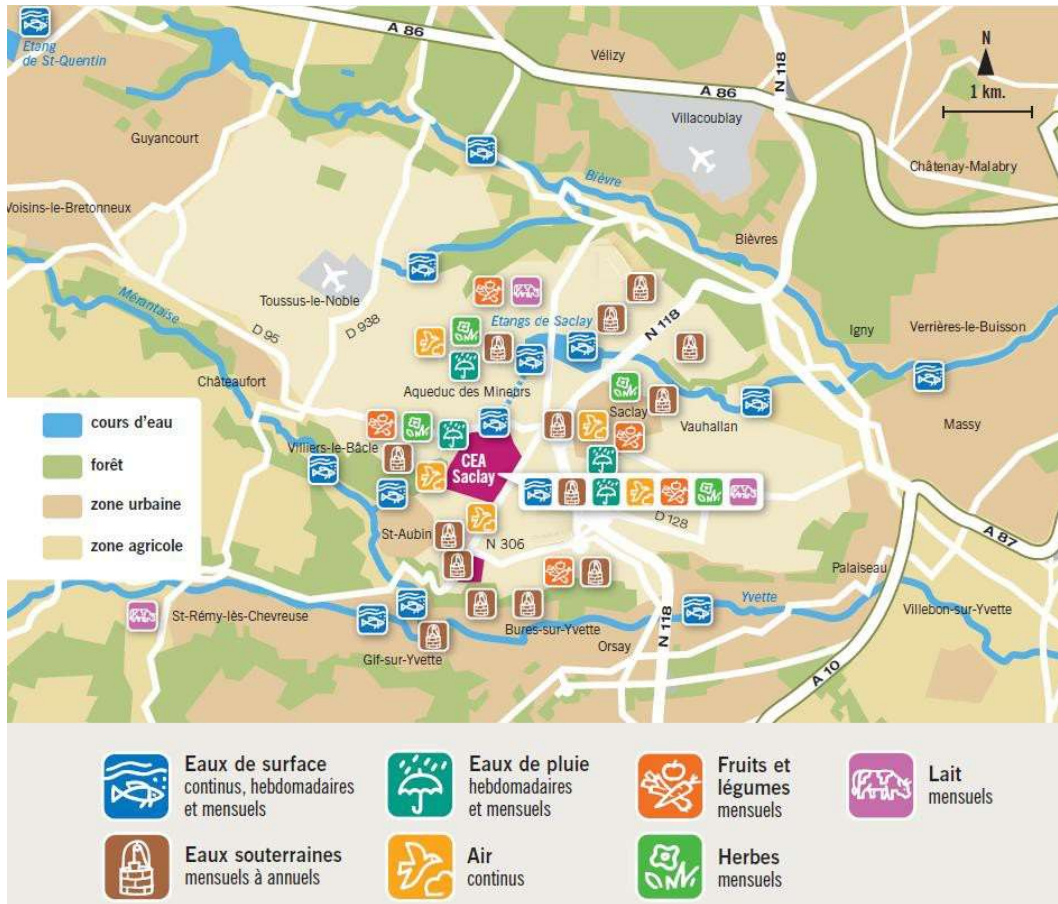 Etang
de St-Quentin
A 86
Vélizy
N 118
N
1 km.
A 86
Villacoublay
Guyancourt
Châtenay-Malabry
Bièvre
Voisins-le-Bretonneux
Bièvres
Mérantaise
Toussus-le-Noble
D 95
D 938
Etangs de Saclay
N 118
Igny
Verrières-le-Buisson
Châteaufort
Aqueduc des Mineurs
Saclay
Vauhallan
Massy
cours d'eau
forêt
zone urbaine
zone agricole
Villiers-le-Bâcle
CEA
Saclay
St-Aubin
N 306
D 128
A 87
Palaiseau
Yvette
Villebon-sur-Yvette
St-Rémy-lès-Chevreuse
Bures-sur-Yvette
Orsay
N 118
Gif-sur-Yvette
A 10
Eaux de surface
continus, hebdomadaires
et mensuels
Eaux de pluie
hebdomadaires
et mensuels
Fruits et
légumes
mensuels
Lait
mensuels
Eaux souterraines
mensuels à annuels
Air
continus
Herbes
mensuels